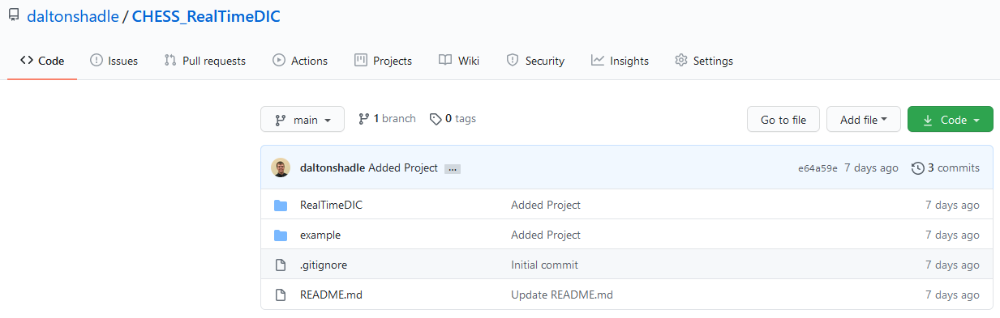 daltonshadle / CHESS_RealTimeDIC
Code Issues Pull requests Actions Projects Wiki Security Insights Settings
main 1 branch 0 tags Go to file Add file Code
daltonshadle Added Project ... e64a59e 7 days ago 3 commits
RealTimeDIC Added Project 7 days ago
example Added Project 7 days ago
.gitignore Initial commit 7 days ago
README.md Update README.md 7 days ago